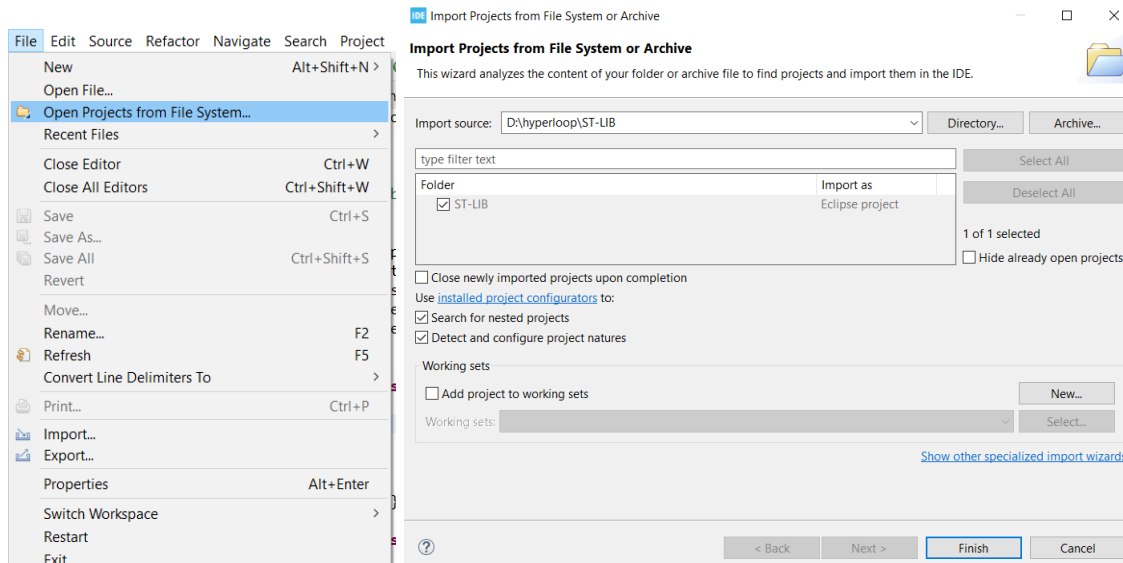 File Edit Source Refactor Navigate Search Project
New Alt+Shift+N >
Open File...
Open Projects from File System...
Recent Files >
Close Editor Ctrl+W
Close All Editors Ctrl+Shift+W
Save Ctrl+S
Save As...
Save All Ctrl+Shift+S
Revert
Move...
Rename... F2
Refresh F5
Convert Line Delimiters To >
Print... Ctrl+P
Import...
Export...
Properties Alt+Enter
Switch Workspace >
Restart
Exit
IDE Import Projects from File System or Archive
Import Projects from File System or Archive
This wizard analyzes the content of your folder or archive file to find projects and import them in the IDE.
Import source: D:\hyperloop\ST-LIB Directory... Archive...
type filter text Select All
Folder Import as
ST-LIB Eclipse project
Deselect All
1 of 1 selected
Hide already open projects
Close newly imported projects upon completion
Use installed project configurators to:
Search for nested projects
Detect and configure project natures
Working sets
Add project to working sets New...
Working sets: Select...
Show other specialized import wizards
? < Back Next > Finish Cancel